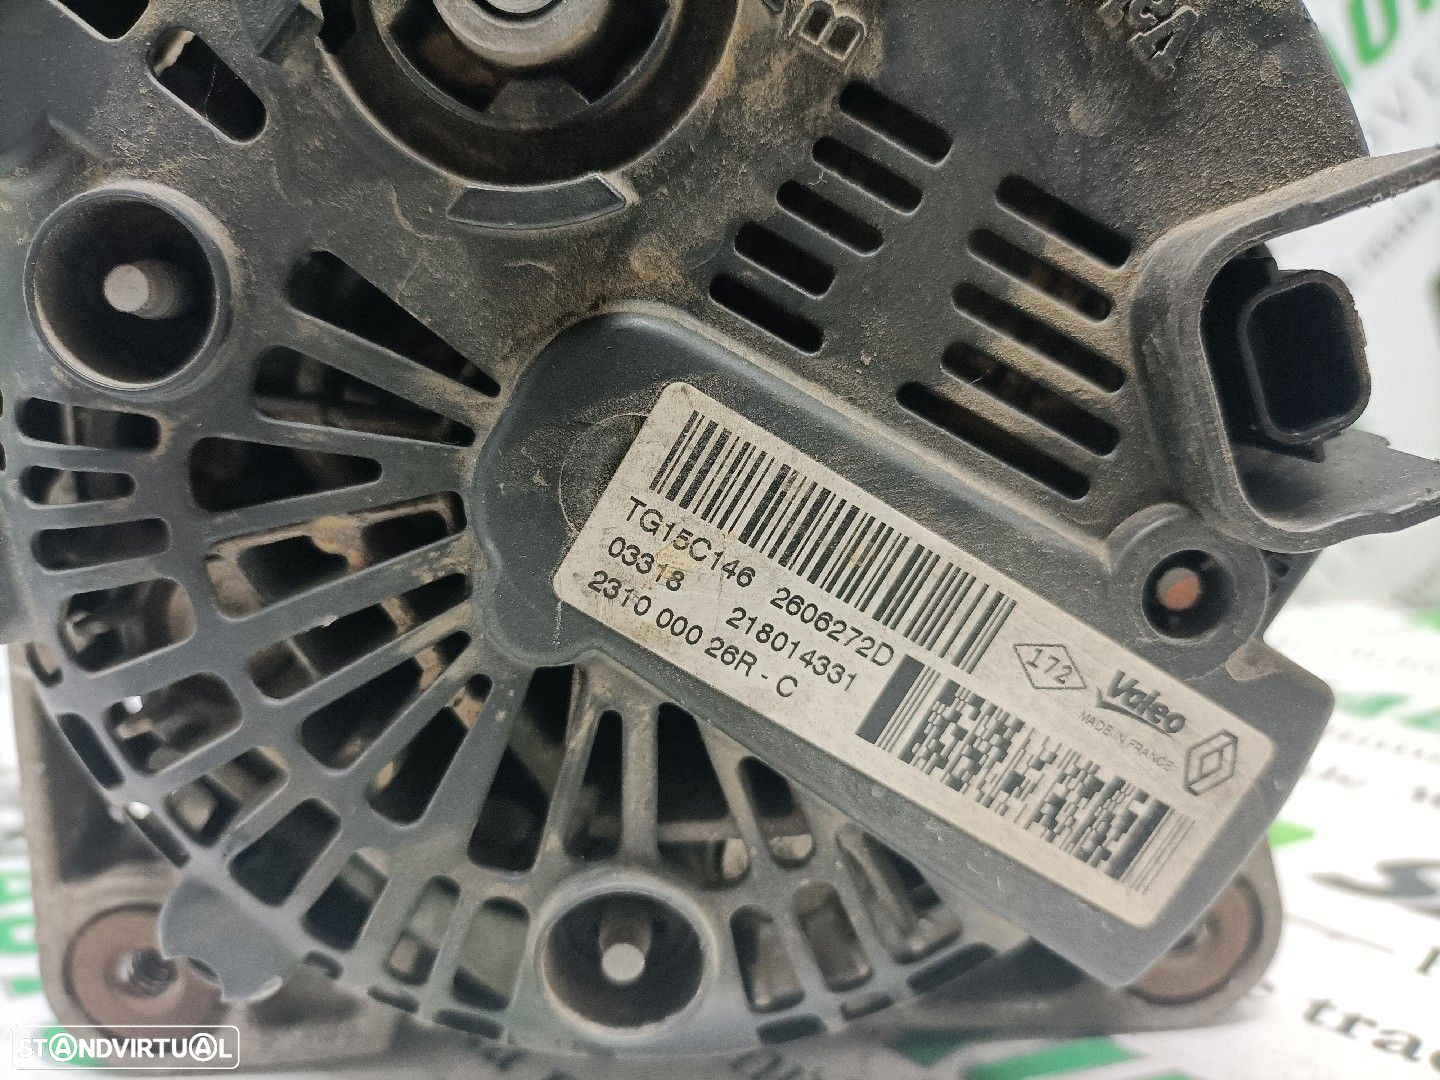 B
TG15C146 2606272D
03318 218014331
2310 000 26R - C
172
Valeo
MADE IN FRANCE
STANDVIRTUAL